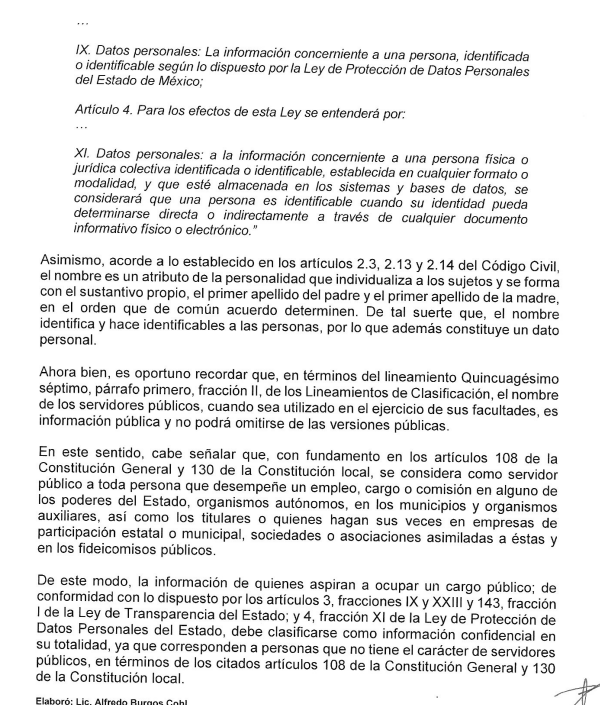 ...
IX. Datos personales: La información concerniente a una persona, identificada
o identificable según lo dispuesto por la Ley de Protección de Datos Personales
del Estado de México;
Artículo 4. Para los efectos de esta Ley se entenderá por:
...
XI. Datos personales: a la información concerniente a una persona física o
jurídica colectiva identificada o identificable, establecida en cualquier formato o
modalidad, y que esté almacenada en los sistemas y bases de datos, se
considerará que una persona es identificable cuando su identidad pueda
determinarse directa o indirectamente a través de cualquier documento
informativo físico o electrónico."
Asimismo, acorde a lo establecido en los artículos 2.3, 2.13 y 2.14 del Código Civil,
el nombre es un atributo de la personalidad que individualiza a los sujetos y se forma
con el sustantivo propio, el primer apellido del padre y el primer apellido de la madre,
en el orden que de común acuerdo determinen. De tal suerte que, el nombre
identifica y hace identificables a las personas, por lo que además constituye un dato
personal.
Ahora bien, es oportuno recordar que, en términos del lineamiento Quincuagésimo
séptimo, párrafo primero, fracción II, de los Lineamientos de Clasificación, el nombre
de los servidores públicos, cuando sea utilizado en el ejercicio de sus facultades, es
información pública y no podrá omitirse de las versiones públicas.
En este sentido, cabe señalar que, con fundamento en los artículos 108 de la
Constitución General y 130 de la Constitución local, se considera como servidor
público a toda persona que desempeñe un empleo, cargo o comisión en alguno de
los poderes del Estado, organismos autónomos, en los municipios y organismos
auxiliares, así como los titulares o quienes hagan sus veces en empresas de
participación estatal o municipal, sociedades o asociaciones asimiladas a éstas y
en los fideicomisos públicos.
De este modo, la información de quienes aspiran a ocupar un cargo público; de
conformidad con lo dispuesto por los artículos 3, fracciones IX y XXIII y 143, fracción
I de la Ley de Transparencia del Estado; y 4, fracción XI de la Ley de Protección de
Datos Personales del Estado, debe clasificarse como información confidencial en
su totalidad, ya que corresponden a personas que no tiene el carácter de servidores
públicos, en términos de los citados artículos 108 de la Constitución General y 130
de la Constitución local.
Elaboró: Lic. Alfredo Burgos Cohl